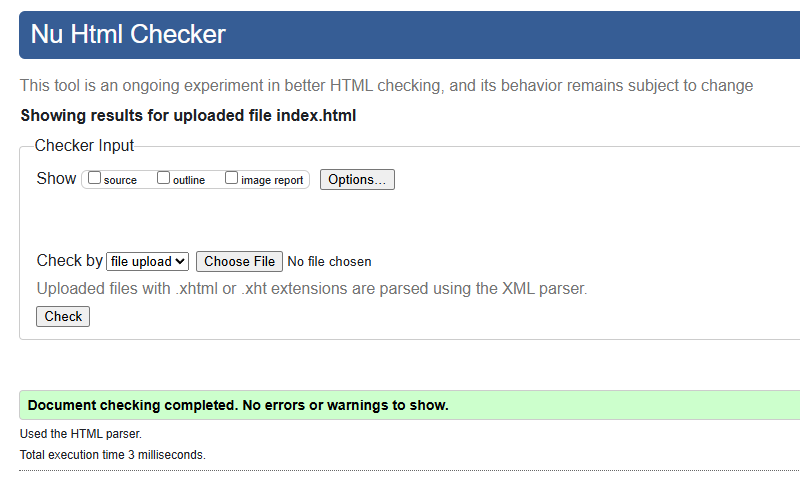 Nu Html Checker
This tool is an ongoing experiment in better HTML checking, and its behavior remains subject to change
Showing results for uploaded file index.html
Checker Input
Show source outline image report Options...
Check by file upload Choose File No file chosen
Uploaded files with .xhtml or .xht extensions are parsed using the XML parser.
Check
Document checking completed. No errors or warnings to show.
Used the HTML parser.
Total execution time 3 milliseconds.